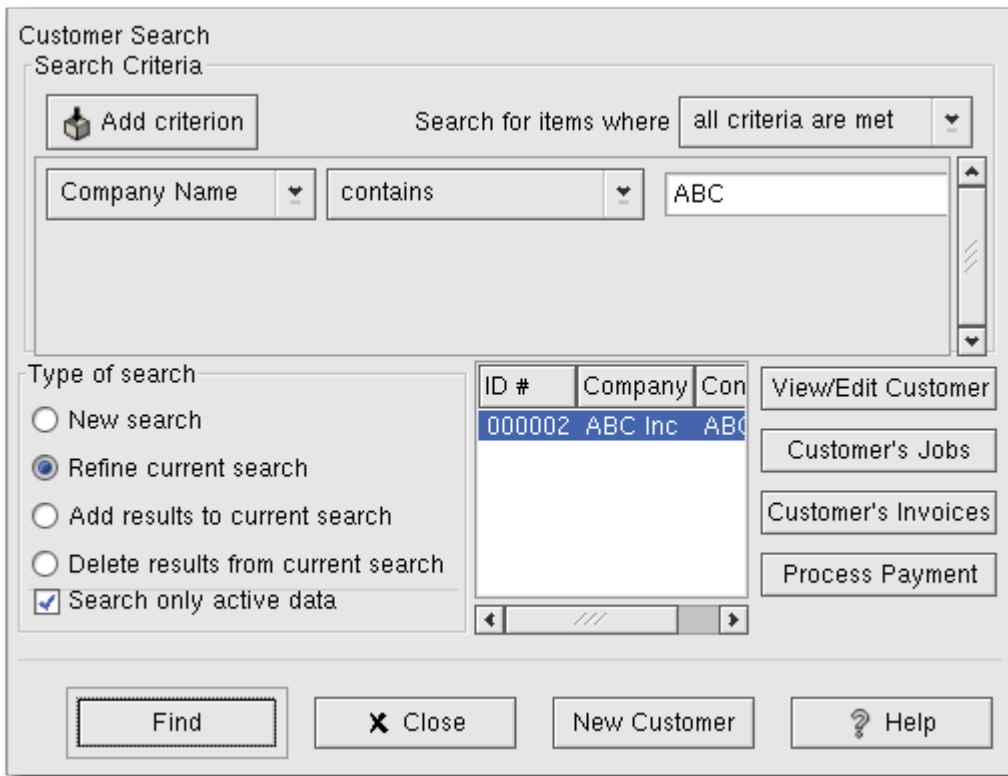 Customer Search
Search Criteria
Add criterion
Search for items where all criteria are met
Company Name contains ABC
Type of search
New search
Refine current search
Add results to current search
Delete results from current search
Search only active data
ID # Company Con
000002 ABC Inc ABC
View/Edit Customer
Customer's Jobs
Customer's Invoices
Process Payment
Find Close New Customer Help